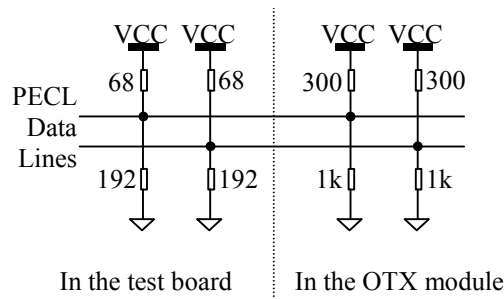 VCC VCC VCC VCC
68 68 300 300
PECL
Data
Lines
192 192 1k 1k
In the test board In the OTX module